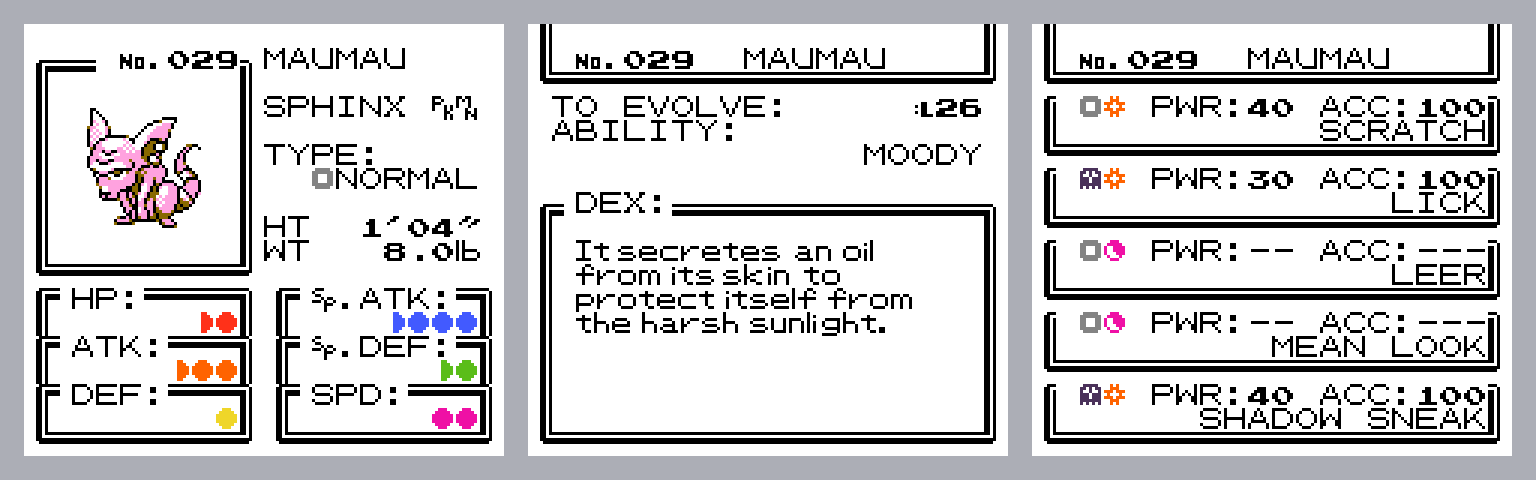 No. 029 MAUMAU
SPHINX PKMN
TYPE:
NORMAL
HT 1′04″
WT 8.0lb
HP:
Sp. ATK:
ATK:
Sp. DEF:
DEF:
SPD:
No. 029 MAUMAU
TO EVOLVE: :L26
ABILITY:
MOODY
DEX:
It secretes an oil
from its skin to
protect itself from
the harsh sunlight.
No. 029 MAUMAU
PWR:40 ACC:100
SCRATCH
PWR:30 ACC:100
LICK
PWR:-- ACC:---
LEER
PWR:-- ACC:---
MEAN LOOK
PWR:40 ACC:100
SHADOW SNEAK